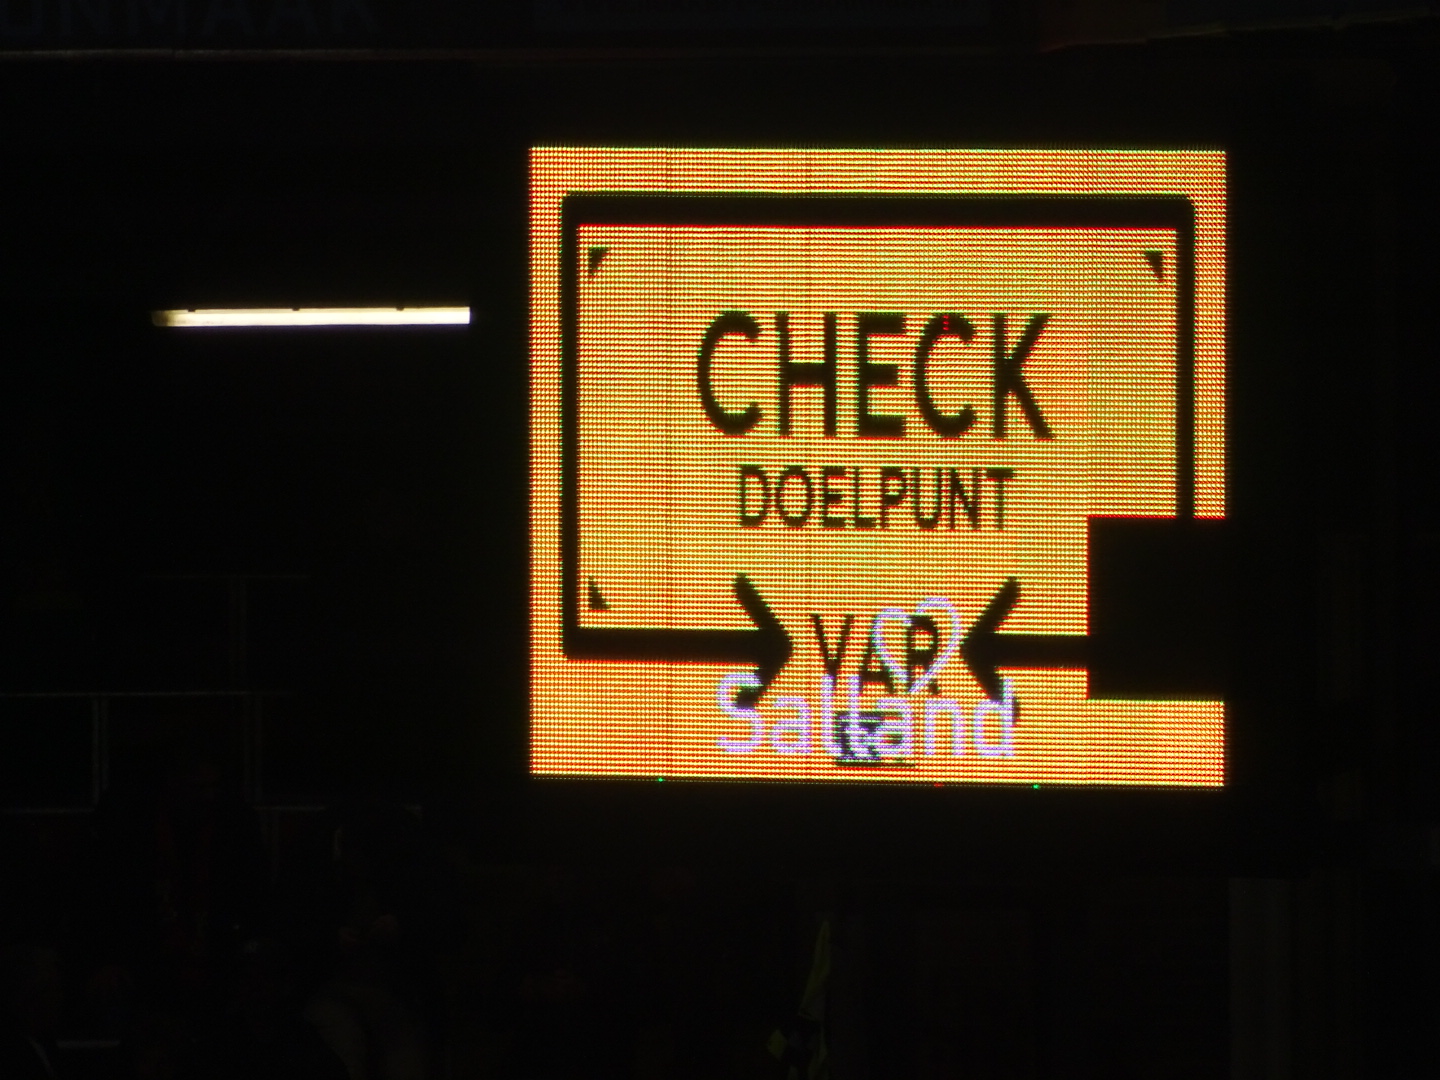 CHECK
DOELPUNT
VAR
Salland